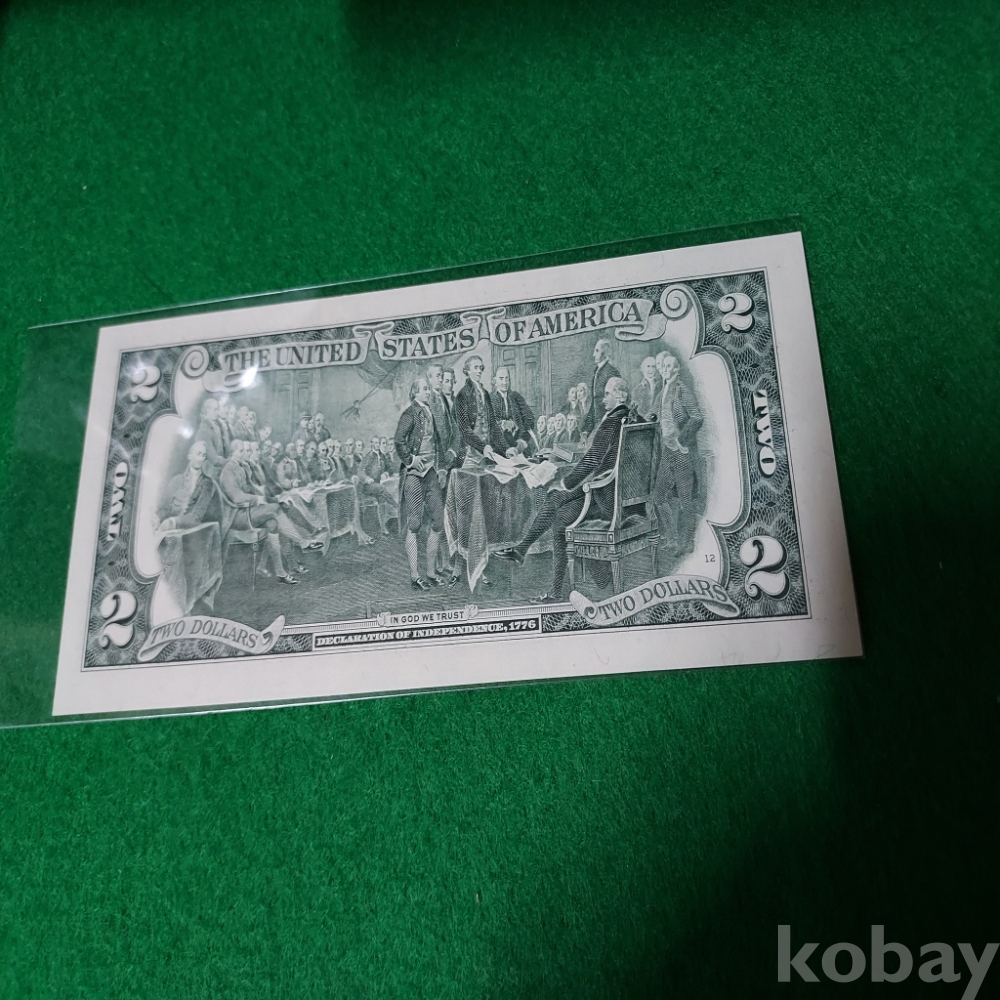 THE UNITED STATES OF AMERICA
2
2
TWO
TWO
12
2
2
TWO DOLLARS
IN GOD WE TRUST
TWO DOLLARS
DECLARATION OF INDEPENDENCE, 1776
kobay